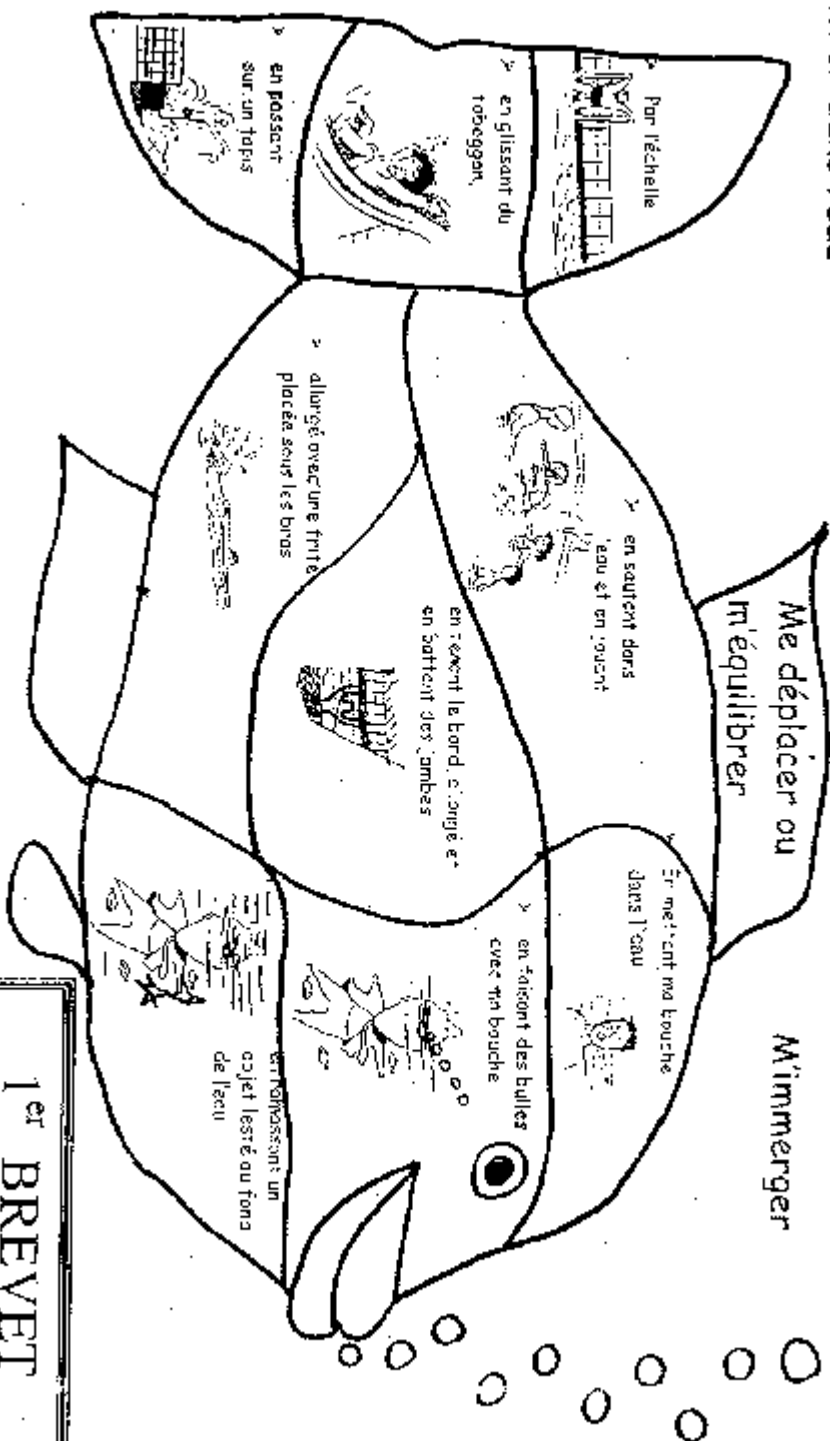 dans l'eau
Par l'échelle
en glissant du
toboggan,
en passant
sur un tapis
Me déplacer ou
m'équilibrer
en sautant dans
l'eau et en jouant
en tenant le bord, allongé et
en battant des jambes
allongé avec une frite
placée sous les bras
M'immerger
En mettant ma bouche
dans l'eau
en faisant des bulles
avec ma bouche
en ramassant un
objet lesté au fond
de l'eau
1er BREVET